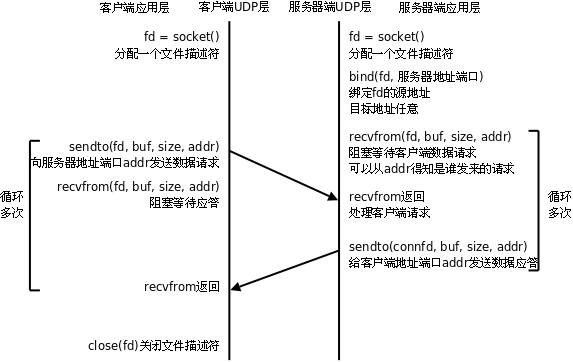 客户端应用层 客户端UDP层 服务器端UDP层 服务器端应用层
fd = socket()
分配一个文件描述符
fd = socket()
分配一个文件描述符
bind(fd, 服务器地址端口)
绑定fd的源地址
目标地址任意
sendto(fd, buf, size, addr)
向服务器地址端口addr发送数据请求
recvfrom(fd, buf, size, addr)
阻塞等待应答
循环
多次
recvfrom(fd, buf, size, addr)
阻塞等待客户端数据请求
可以从addr得知是谁发来的请求
recvfrom返回
处理客户端请求
循环
多次
sendto(connfd, buf, size, addr)
给客户端地址端口addr发送数据应答
recvfrom返回
close(fd)关闭文件描述符